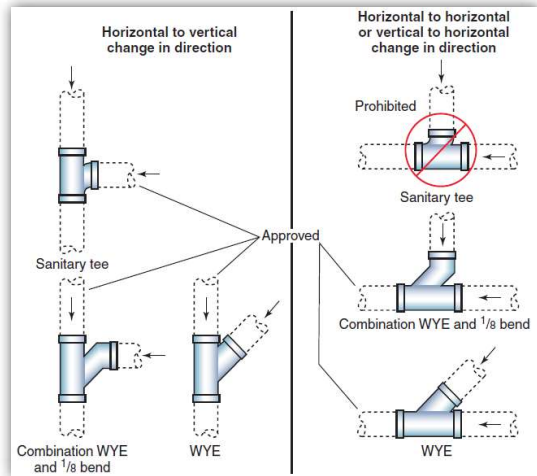 Horizontal to vertical
change in direction
Sanitary tee
Combination WYE
and 1/8 bend
WYE
Approved
Horizontal to horizontal
or vertical to horizontal
change in direction
Prohibited
Sanitary tee
Combination WYE and 1/8 bend
WYE